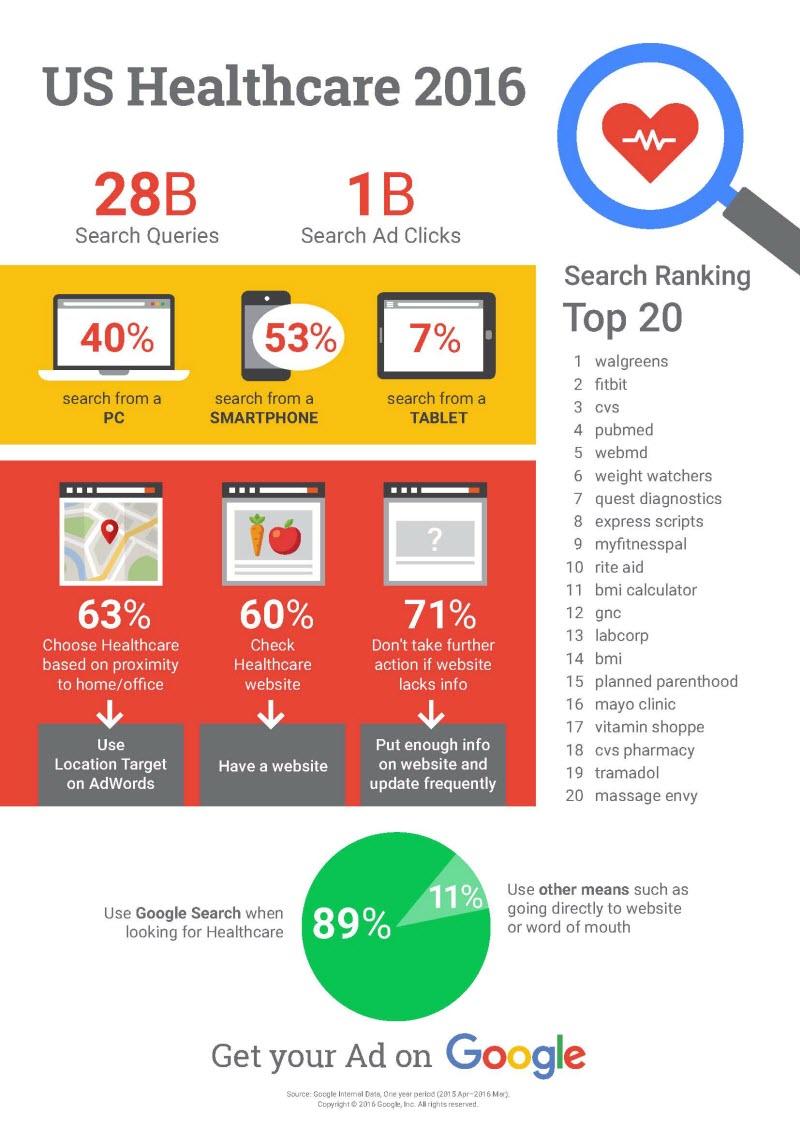 US Healthcare 2016
28B
Search Queries
1B
Search Ad Clicks
40%
search from a
PC
53%
search from a
SMARTPHONE
7%
search from a
TABLET
63%
Choose Healthcare
based on proximity
to home/office
Use
Location Target
on AdWords
60%
Check
Healthcare
website
Have a website
?
71%
Don't take further
action if website
lacks info
Put enough info
on website and
update frequently
Search Ranking
Top 20
1 walgreens
2 fitbit
3 cvs
4 pubmed
5 webmd
6 weight watchers
7 quest diagnostics
8 express scripts
9 myfitnesspal
10 rite aid
11 bmi calculator
12 gnc
13 labcorp
14 bmi
15 planned parenthood
16 mayo clinic
17 vitamin shoppe
18 cvs pharmacy
19 tramadol
20 massage envy
Use Google Search when
looking for Healthcare
89%
11%
Use other means such as
going directly to website
or word of mouth
Get your Ad on Google
Source: Google Internal Data, One year period (2015 Apr–2016 Mar).
Copyright © 2016 Google, Inc. All rights reserved.